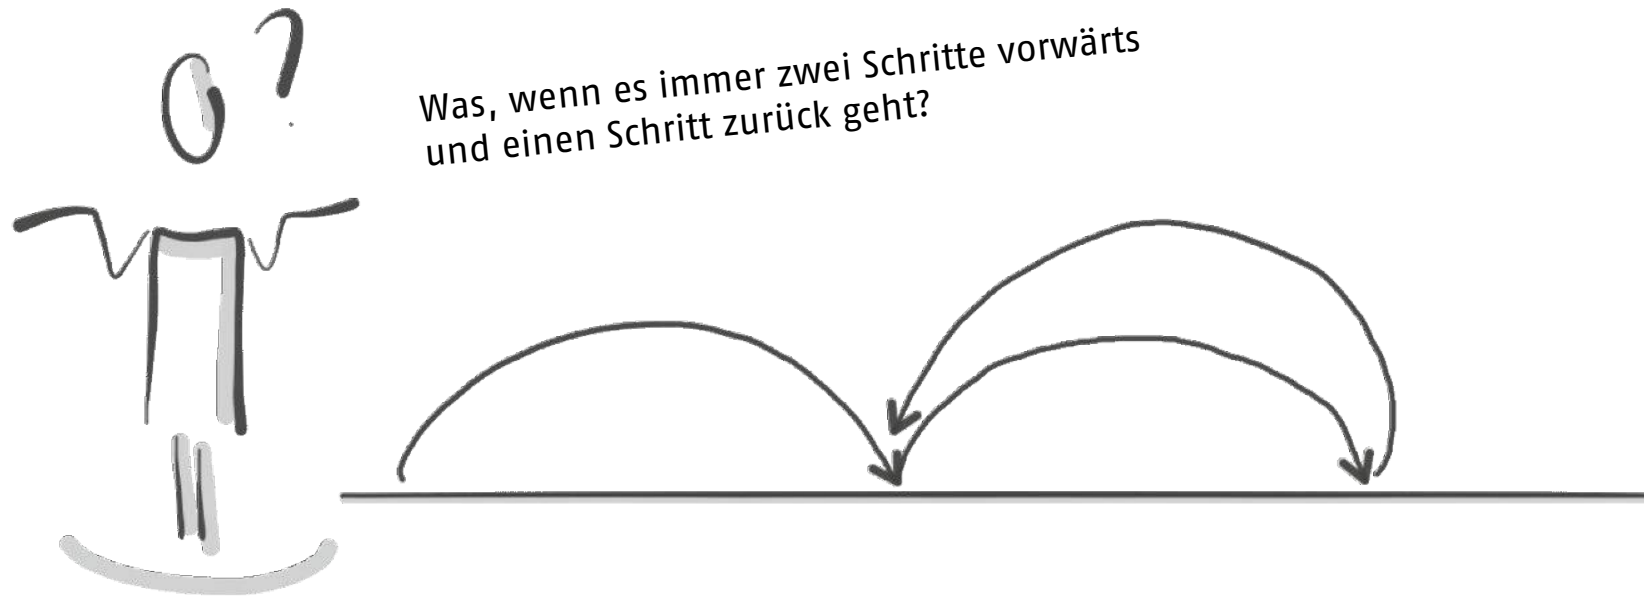 ?
Was, wenn es immer zwei Schritte vorwärts
und einen Schritt zurück geht?